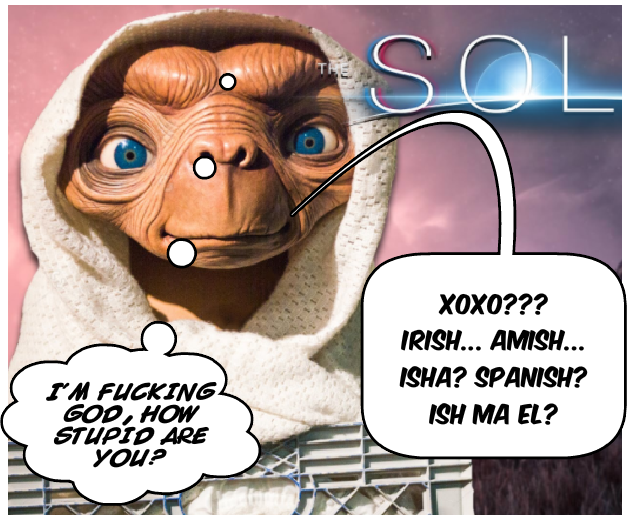 THE SOL
XOXO???
IRISH... AMISH...
ISHA? SPANISH?
ISH MA EL?
I'M FUCKING
GOD, HOW
STUPID ARE
YOU?